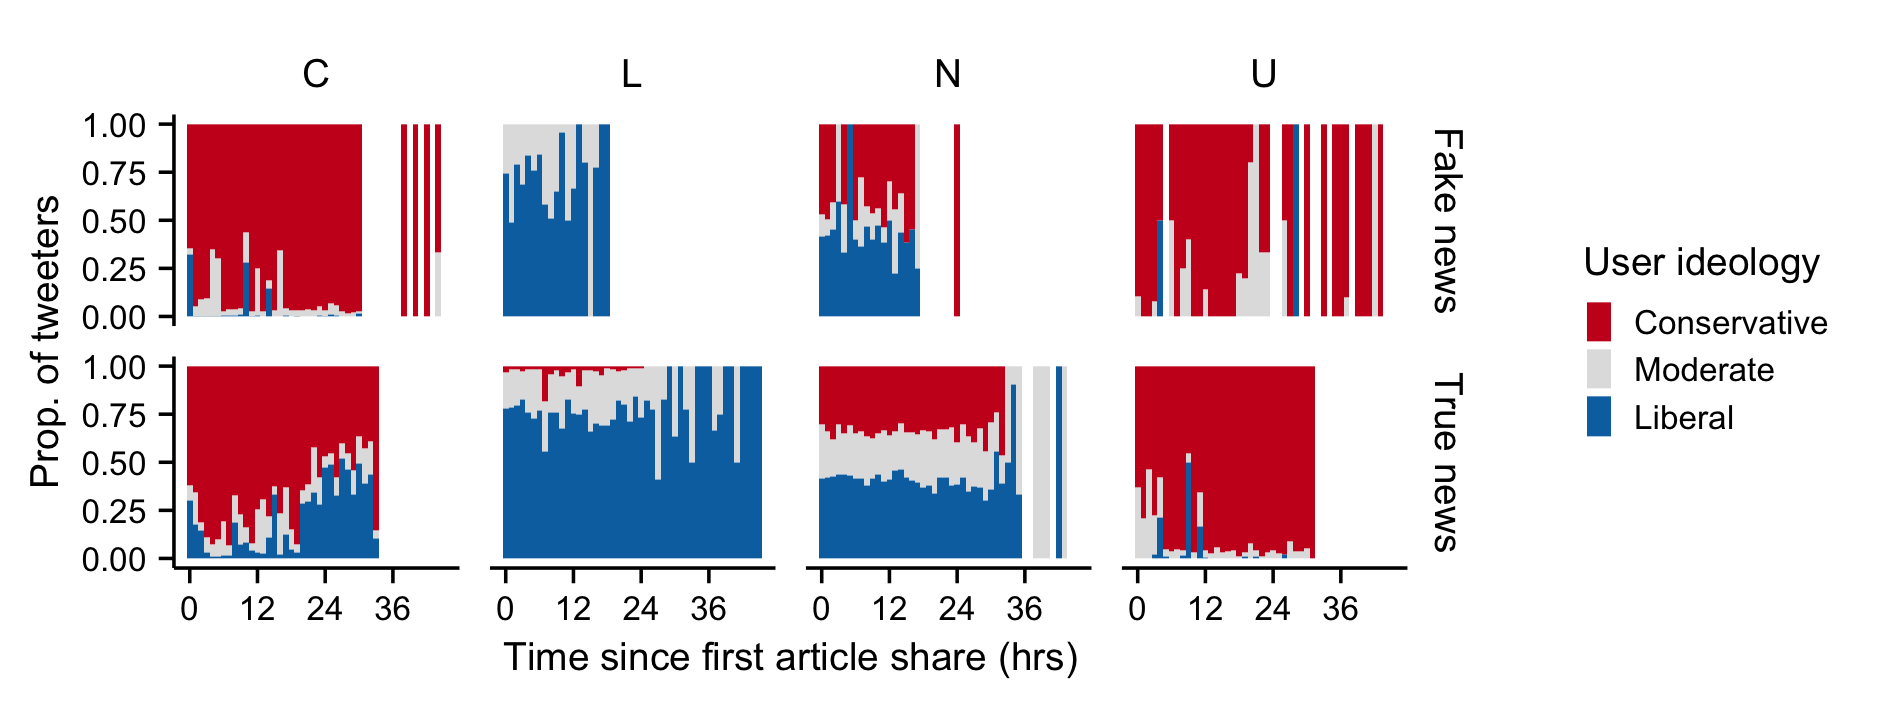 C L N U
1.00
0.75
0.50
0.25
0.00
Fake news
1.00
0.75
0.50
0.25
0.00
True news
Prop. of tweeters
0 12 24 36 0 12 24 36 0 12 24 36 0 12 24 36
Time since first article share (hrs)
User ideology
Conservative
Moderate
Liberal